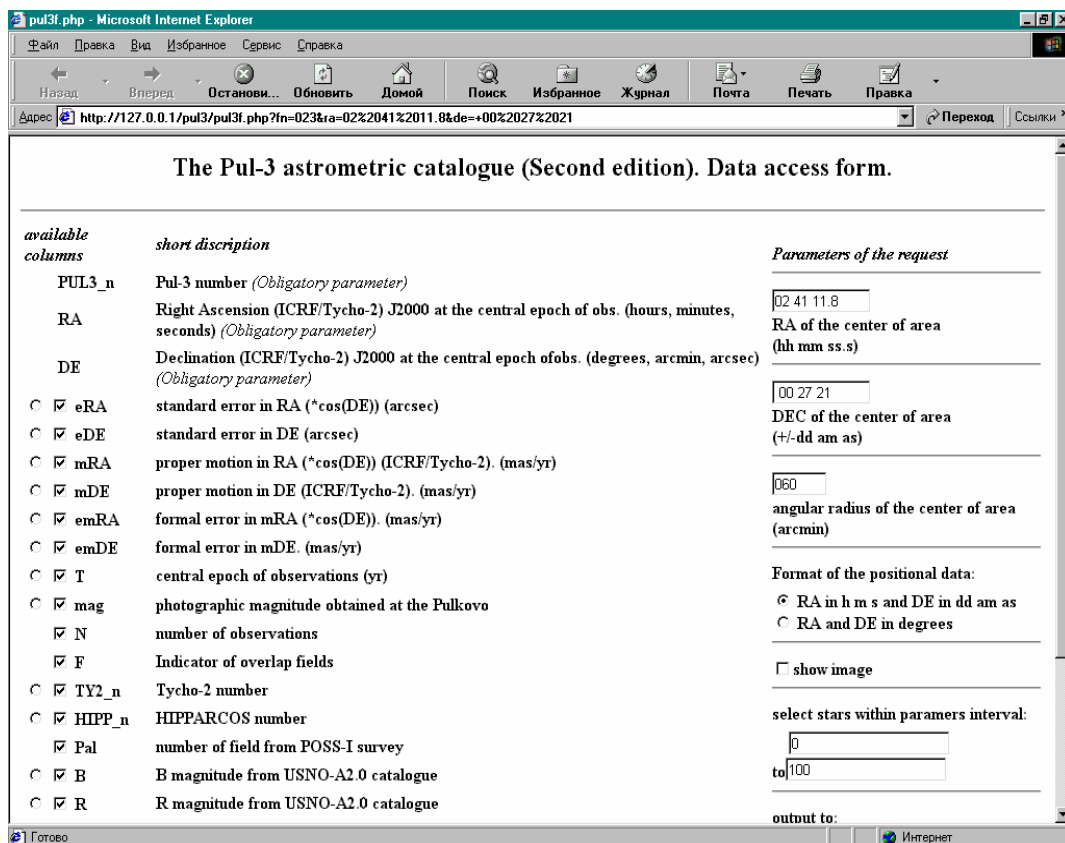 pul3f.php - Microsoft Internet Explorer
Файл Правка Вид Избранное Сервис Справка
Назад Вперед Останови... Обновить Домой Поиск Избранное Журнал Почта Печать Правка
Адрес http://127.0.0.1/pul3/pul3f.php?fn=023&ra=02%2041%2011.8&de=+00%2027%2021 Переход Ссылки
The Pul-3 astrometric catalogue (Second edition). Data access form.
available
columns
short discription
PUL3_n Pul-3 number (Obligatory parameter)
RA Right Ascension (ICRF/Tycho-2) J2000 at the central epoch of obs. (hours, minutes,
seconds) (Obligatory parameter)
DE Declination (ICRF/Tycho-2) J2000 at the central epoch ofobs. (degrees, arcmin, arcsec)
(Obligatory parameter)
eRA standard error in RA (*cos(DE)) (arcsec)
eDE standard error in DE (arcsec)
mRA proper motion in RA (*cos(DE)) (ICRF/Tycho-2). (mas/yr)
mDE proper motion in DE (ICRF/Tycho-2). (mas/yr)
emRA formal error in mRA (*cos(DE)). (mas/yr)
emDE formal error in mDE. (mas/yr)
T central epoch of observations (yr)
mag photographic magnitude obtained at the Pulkovo
N number of observations
F Indicator of overlap fields
TY2_n Tycho-2 number
HIPP_n HIPPARCOS number
Pal number of field from POSS-I survey
B B magnitude from USNO-A2.0 catalogue
R R magnitude from USNO-A2.0 catalogue
Parameters of the request
02 41 11.8
RA of the center of area
(hh mm ss.s)
00 27 21
DEC of the center of area
(+/-dd am as)
060
angular radius of the center of area
(arcmin)
Format of the positional data:
RA in h m s and DE in dd am as
RA and DE in degrees
show image
select stars within paramers interval:
0
to 100
output to:
Готово Интернет